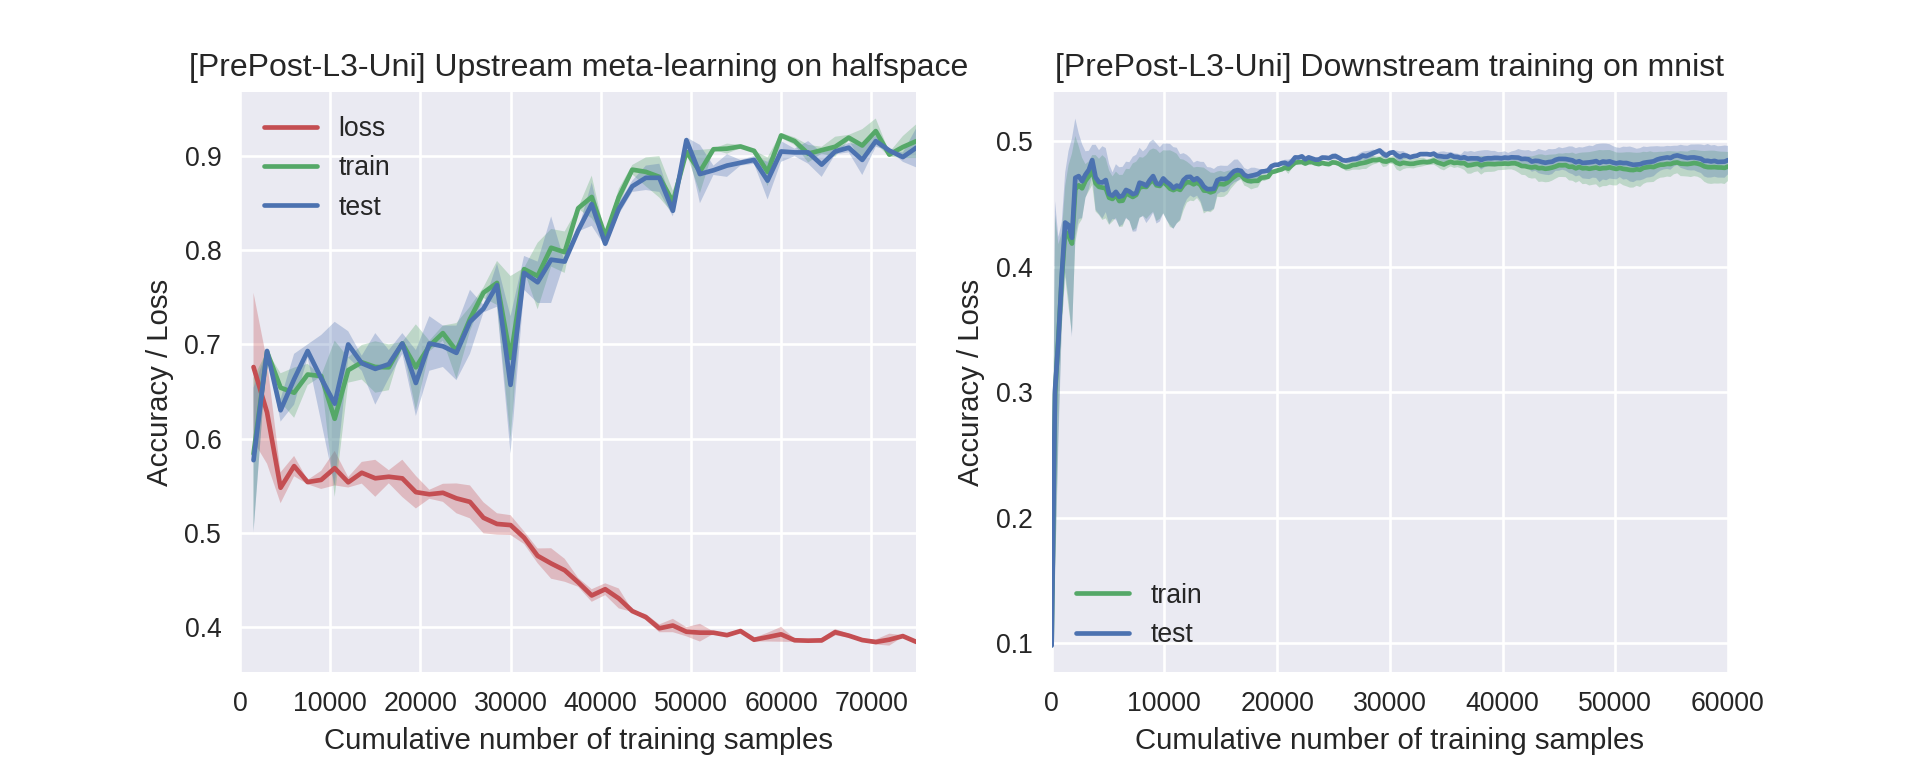 [PrePost-L3-Uni] Upstream meta-learning on halfspace
loss
train
test
0.9
0.8
0.7
0.6
0.5
0.4
Accuracy / Loss
0 10000 20000 30000 40000 50000 60000 70000
Cumulative number of training samples
[PrePost-L3-Uni] Downstream training on mnist
0.5
0.4
0.3
0.2
0.1
Accuracy / Loss
train
test
0 10000 20000 30000 40000 50000 60000
Cumulative number of training samples